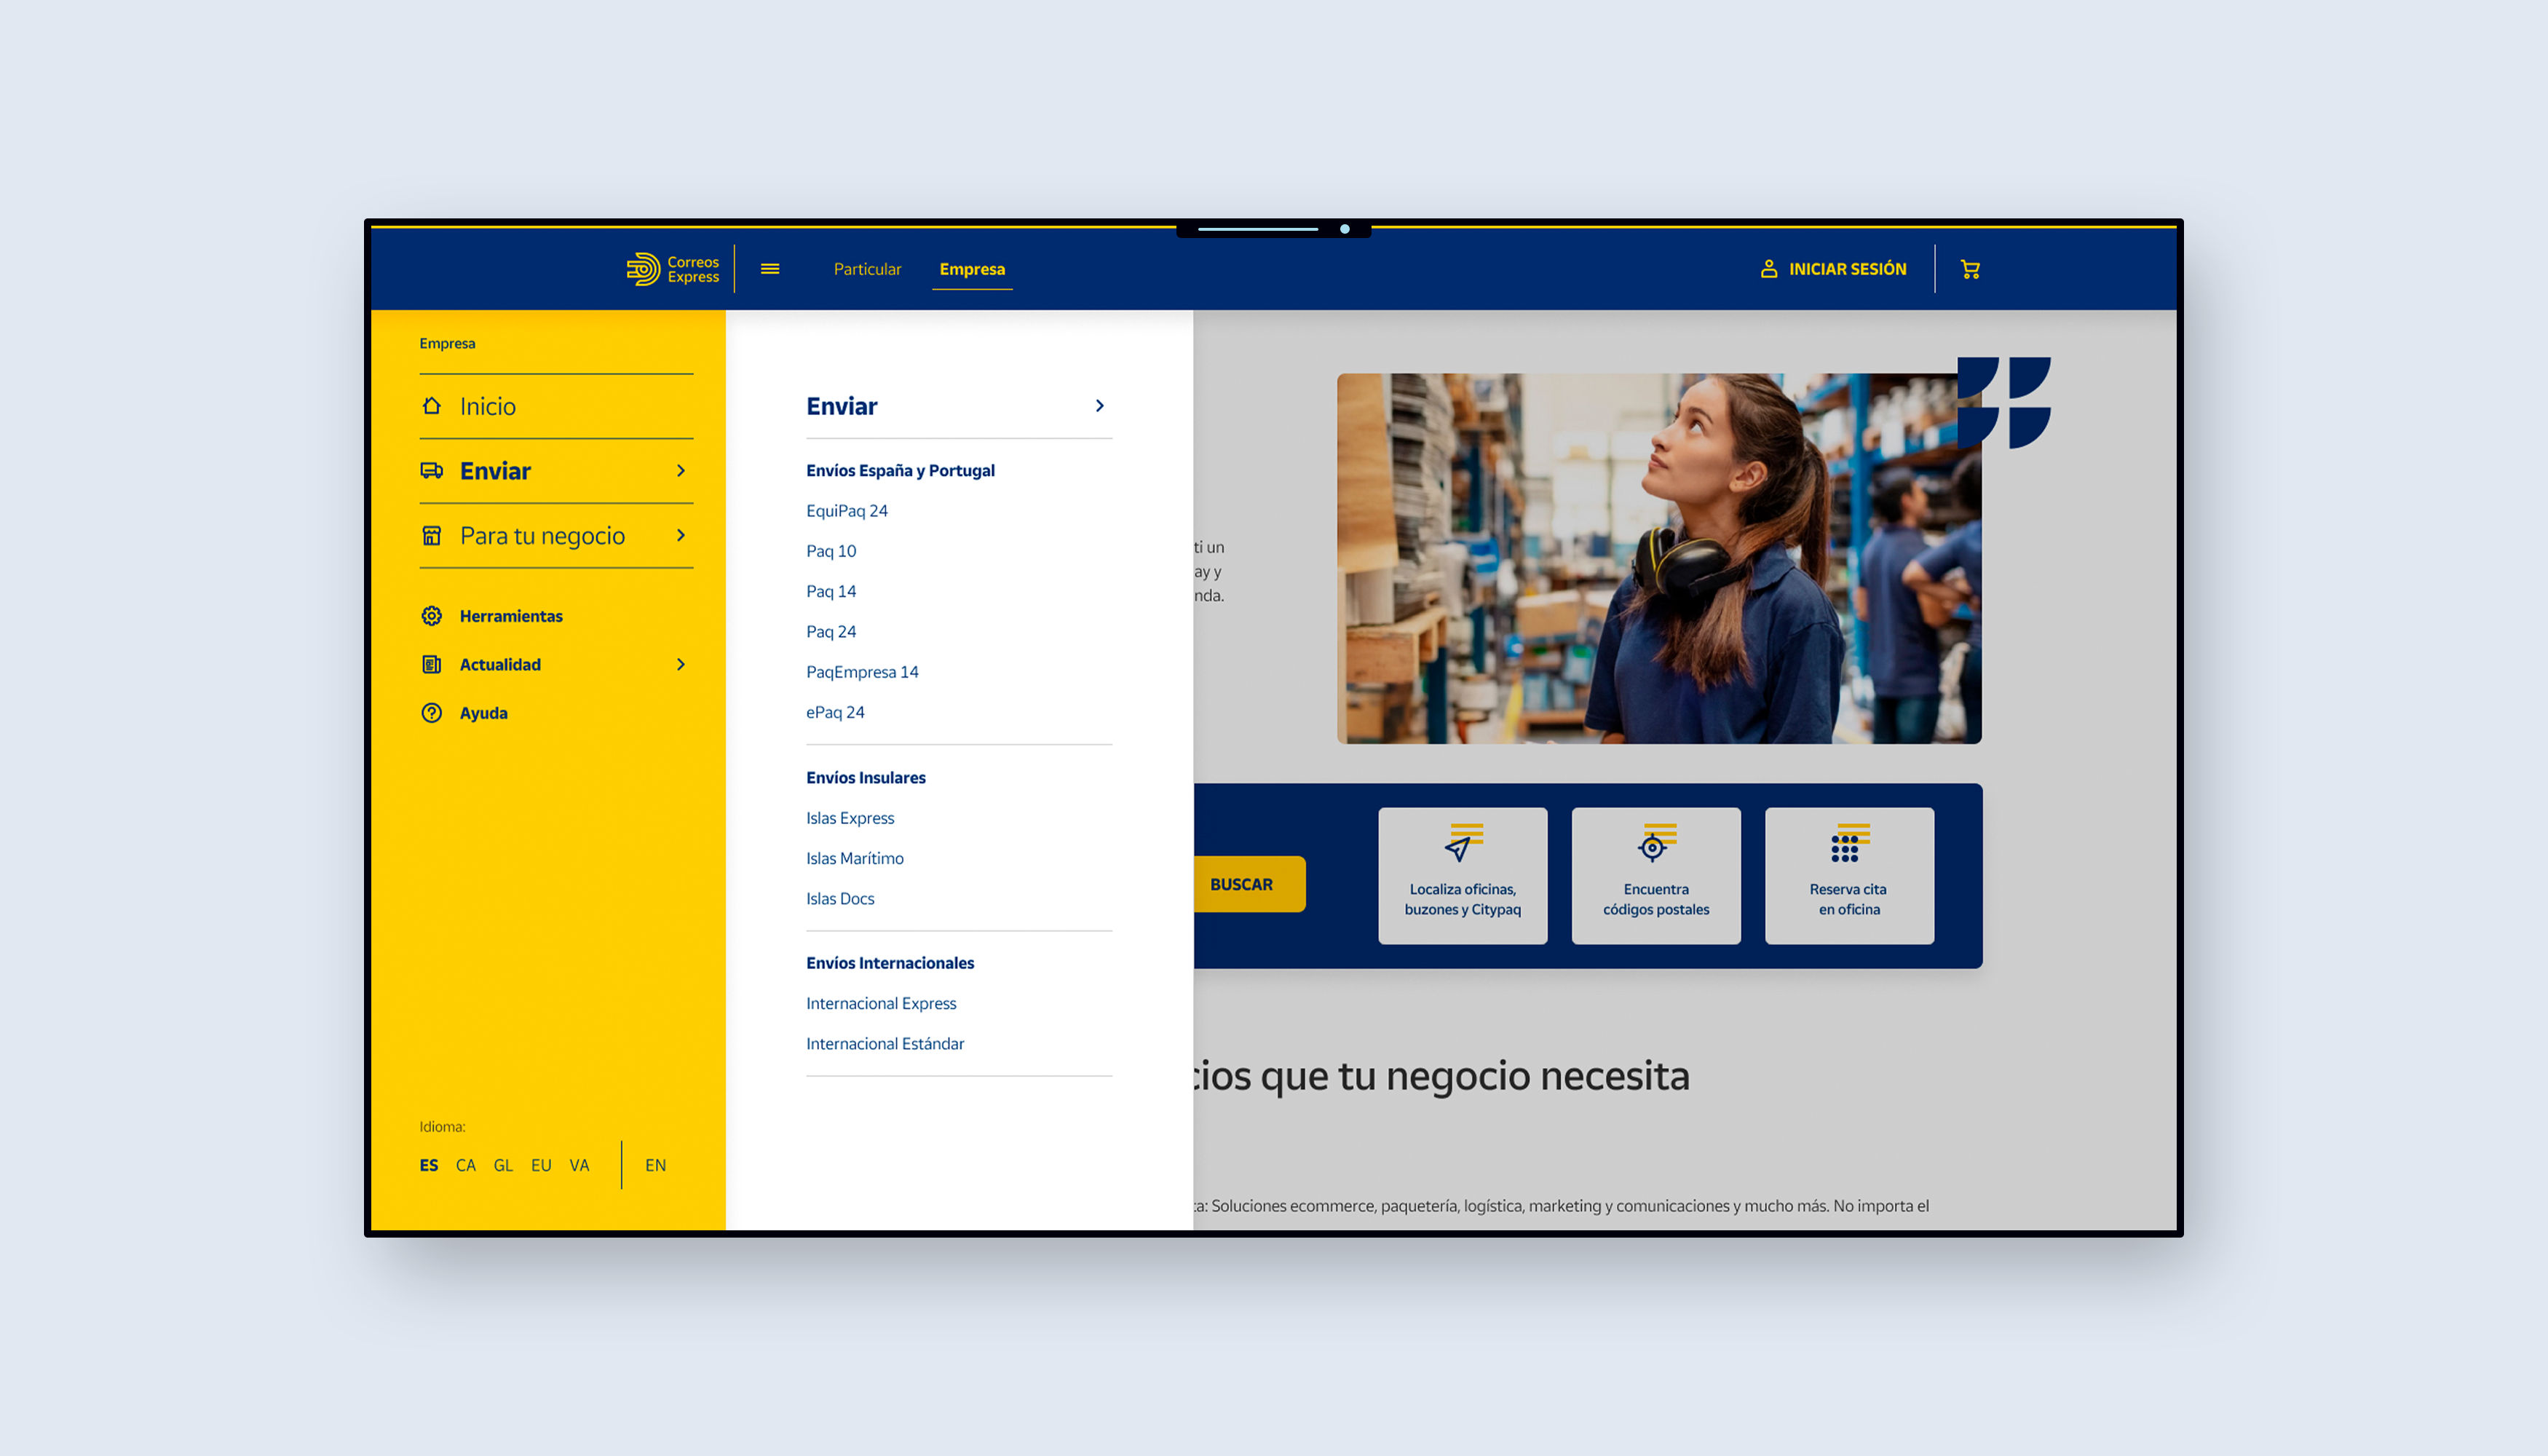 Correos
Express
Particular
Empresa
INICIAR SESIÓN
Empresa
Inicio
Enviar
Para tu negocio
Herramientas
Actualidad
Ayuda
Idioma:
ES CA GL EU VA EN
Enviar
Envíos España y Portugal
EquiPaq 24
Paq 10
Paq 14
Paq 24
PaqEmpresa 14
ePaq 24
Envíos Insulares
Islas Express
Islas Marítimo
Islas Docs
Envíos Internacionales
Internacional Express
Internacional Estándar
ti un
ay y
nda.
BUSCAR
Localiza oficinas,
buzones y Citypaq
Encuentra
códigos postales
Reserva cita
en oficina
cios que tu negocio necesita
ta: Soluciones ecommerce, paquetería, logística, marketing y comunicaciones y mucho más. No importa el